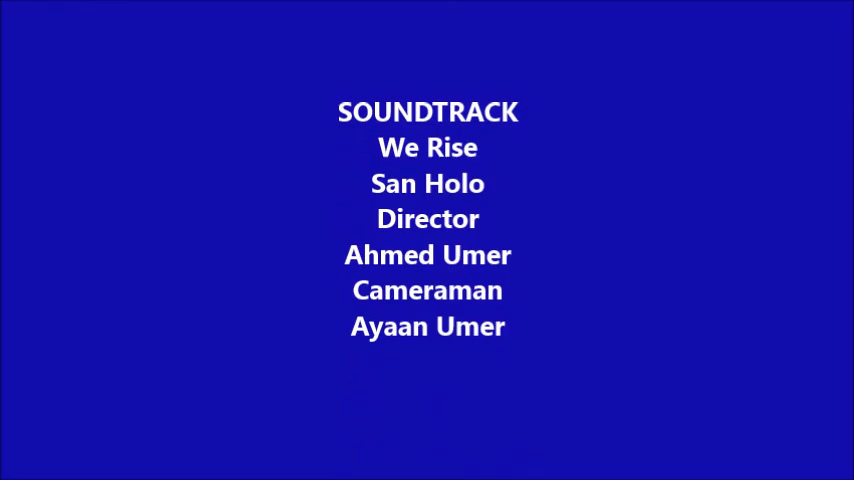 SOUNDTRACK
We Rise
San Holo
Director
Ahmed Umer
Cameraman
Ayaan Umer